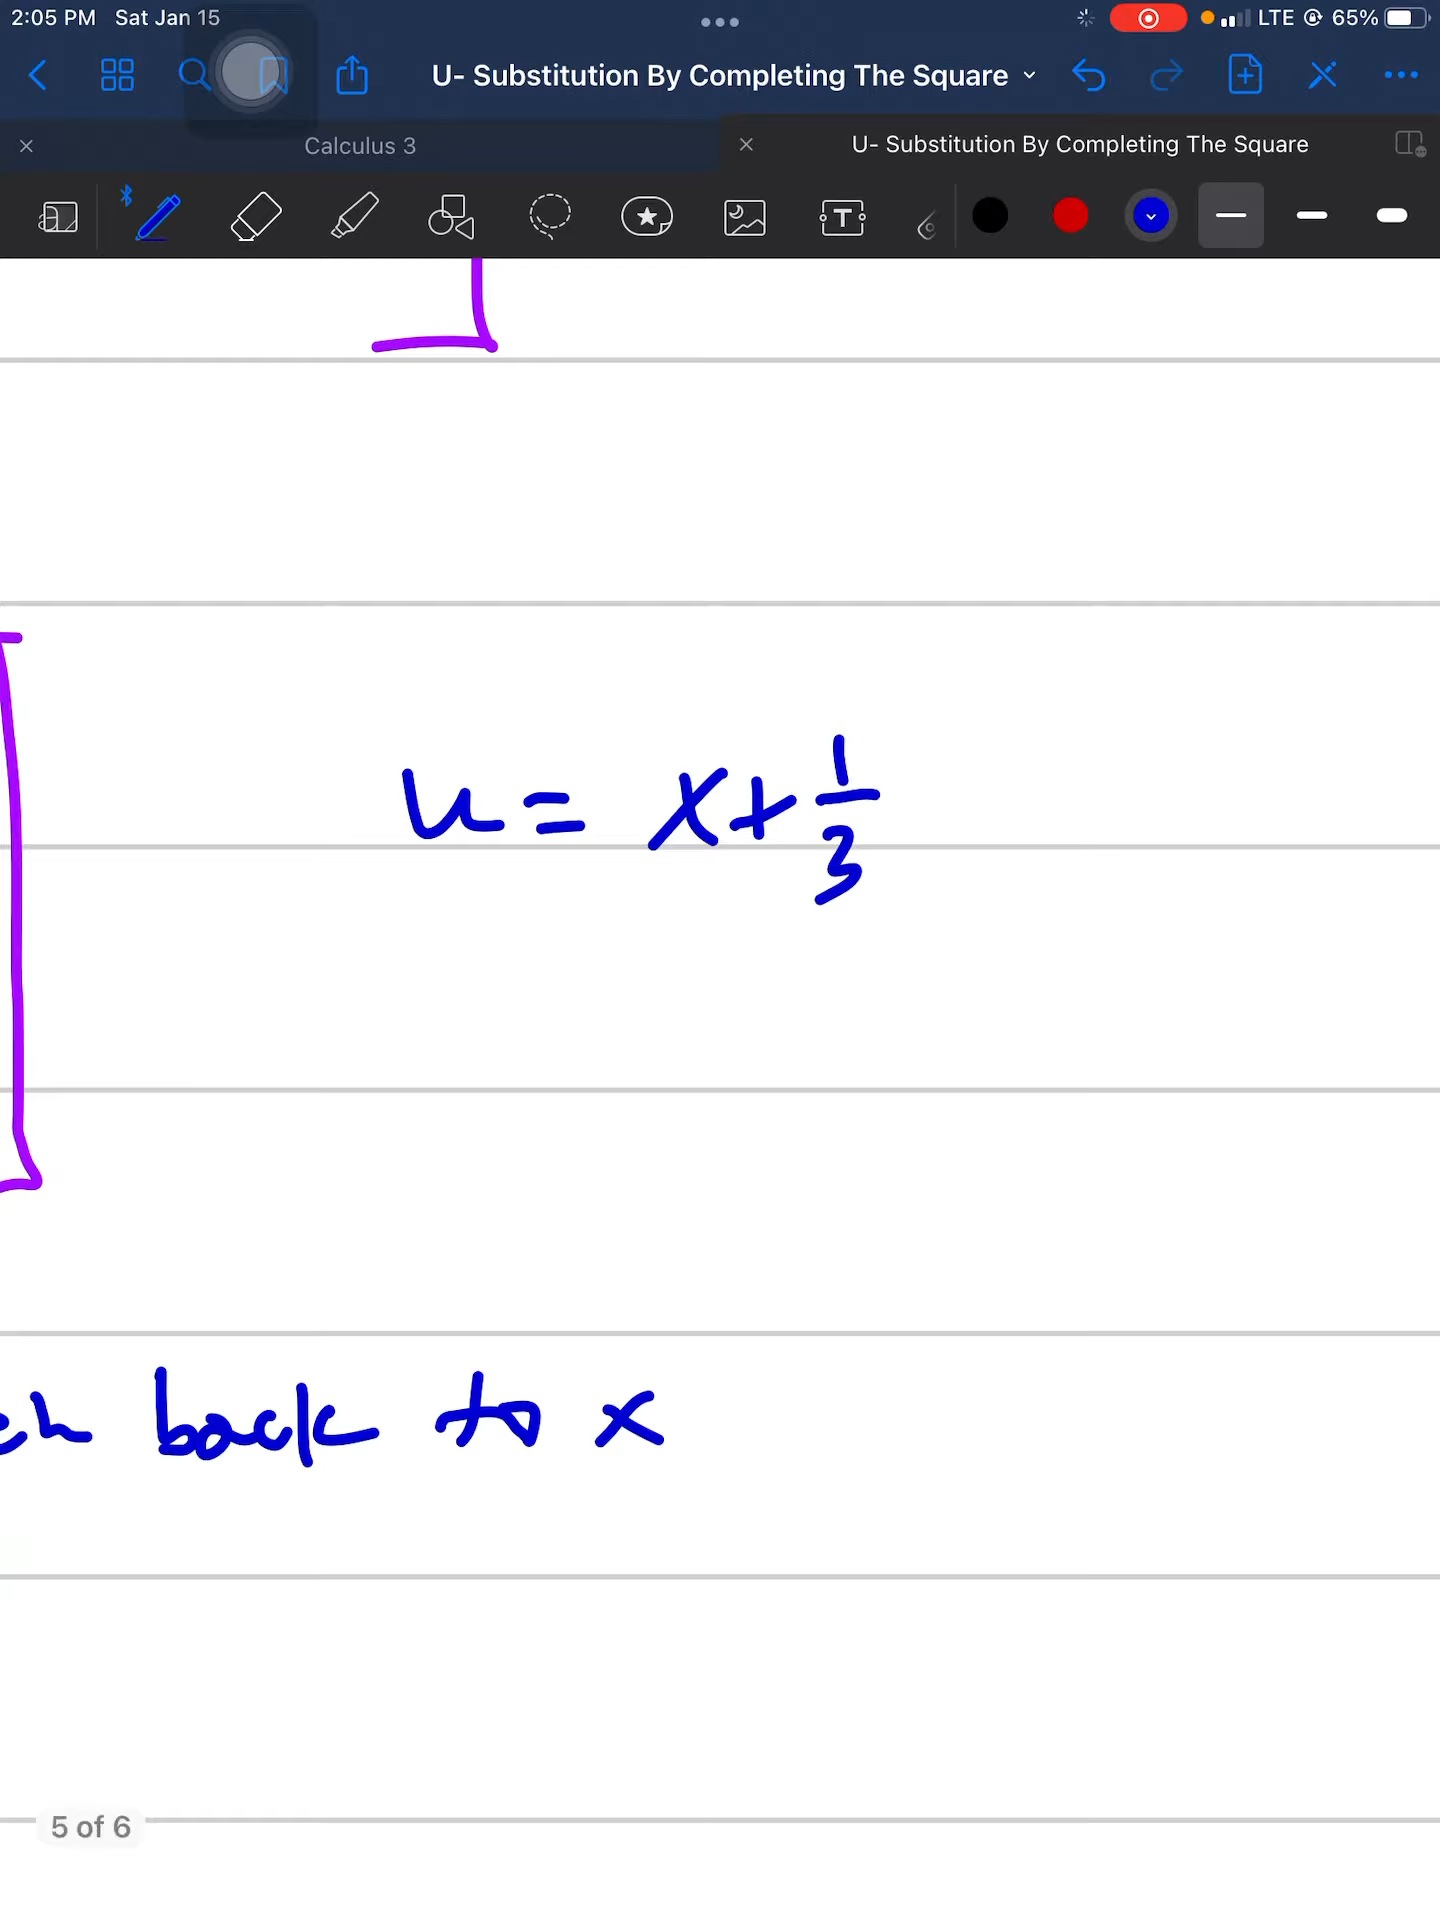 2:05 PM Sat Jan 15
LTE 65%
U- Substitution By Completing The Square
Calculus 3
U- Substitution By Completing The Square
u = x + 1/3
back to x
5 of 6